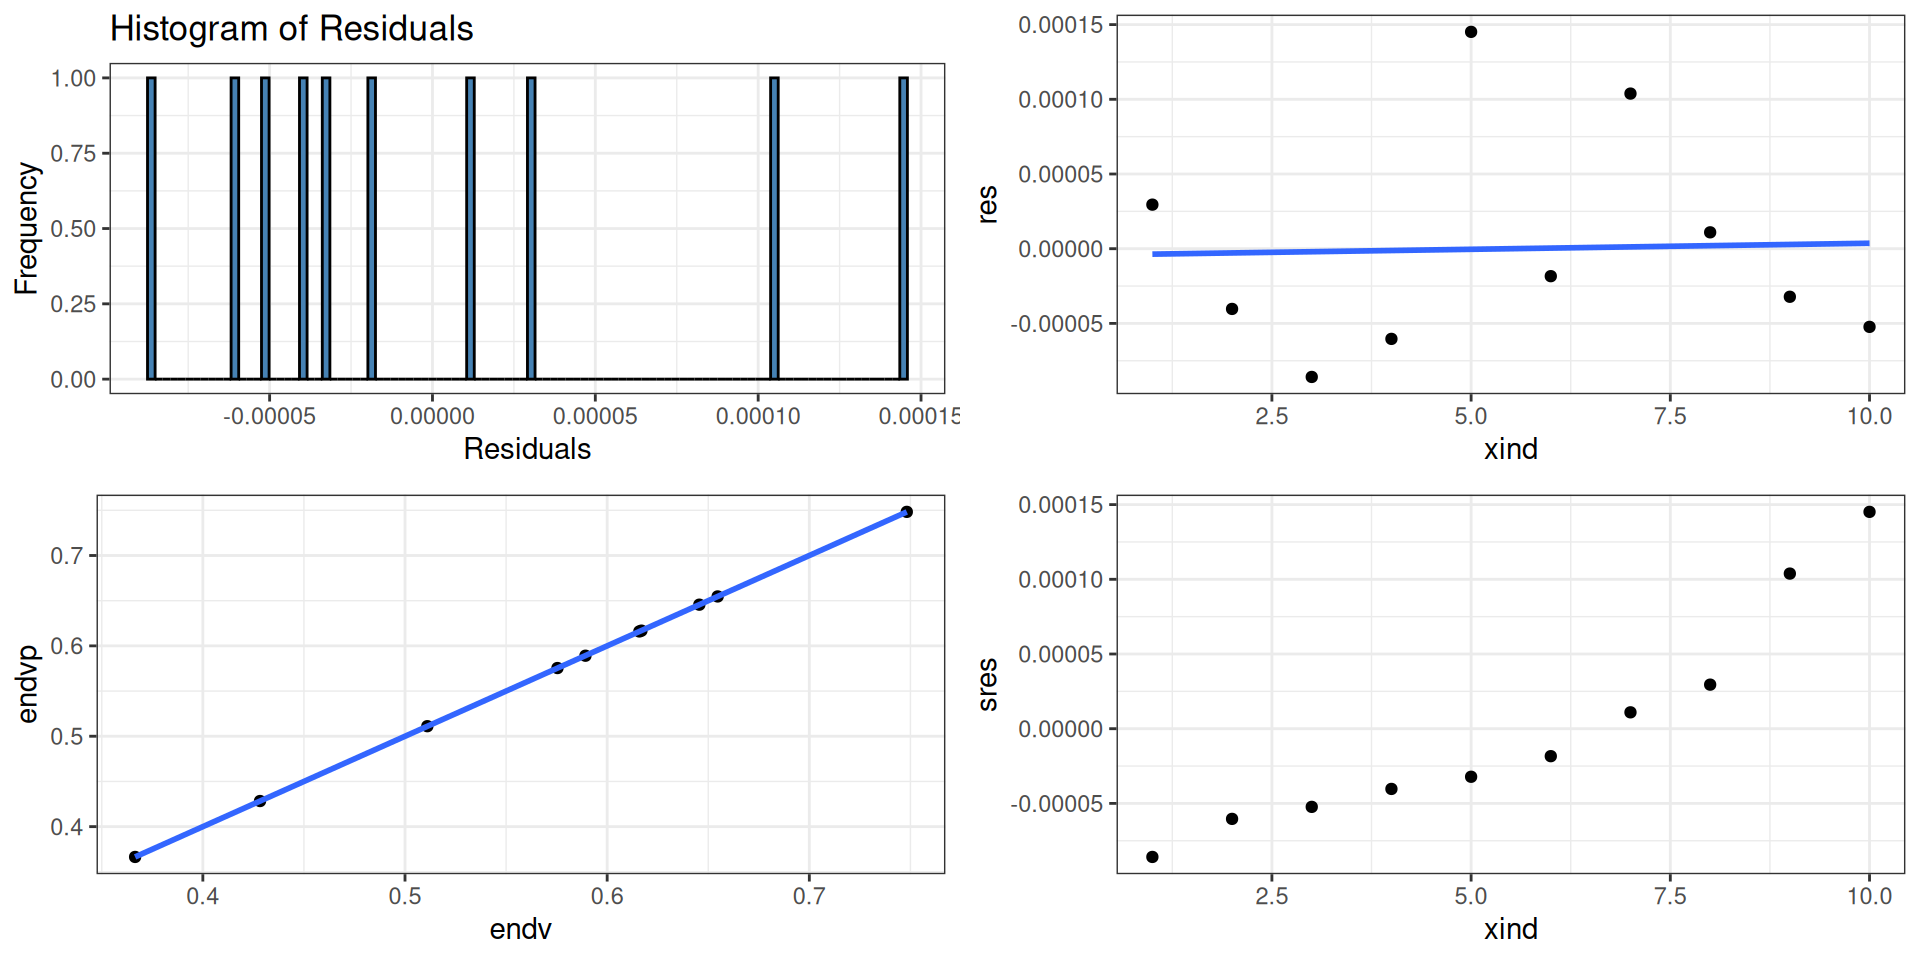 Histogram of Residuals
1.00
0.75
0.50
0.25
0.00
Frequency
-0.00005 0.00000 0.00005 0.00010 0.00015
Residuals
0.00015
0.00010
0.00005
0.00000
-0.00005
res
2.5 5.0 7.5 10.0
xind
0.7
0.6
0.5
0.4
endvp
0.4 0.5 0.6 0.7
endv
0.00015
0.00010
0.00005
0.00000
-0.00005
sres
2.5 5.0 7.5 10.0
xind